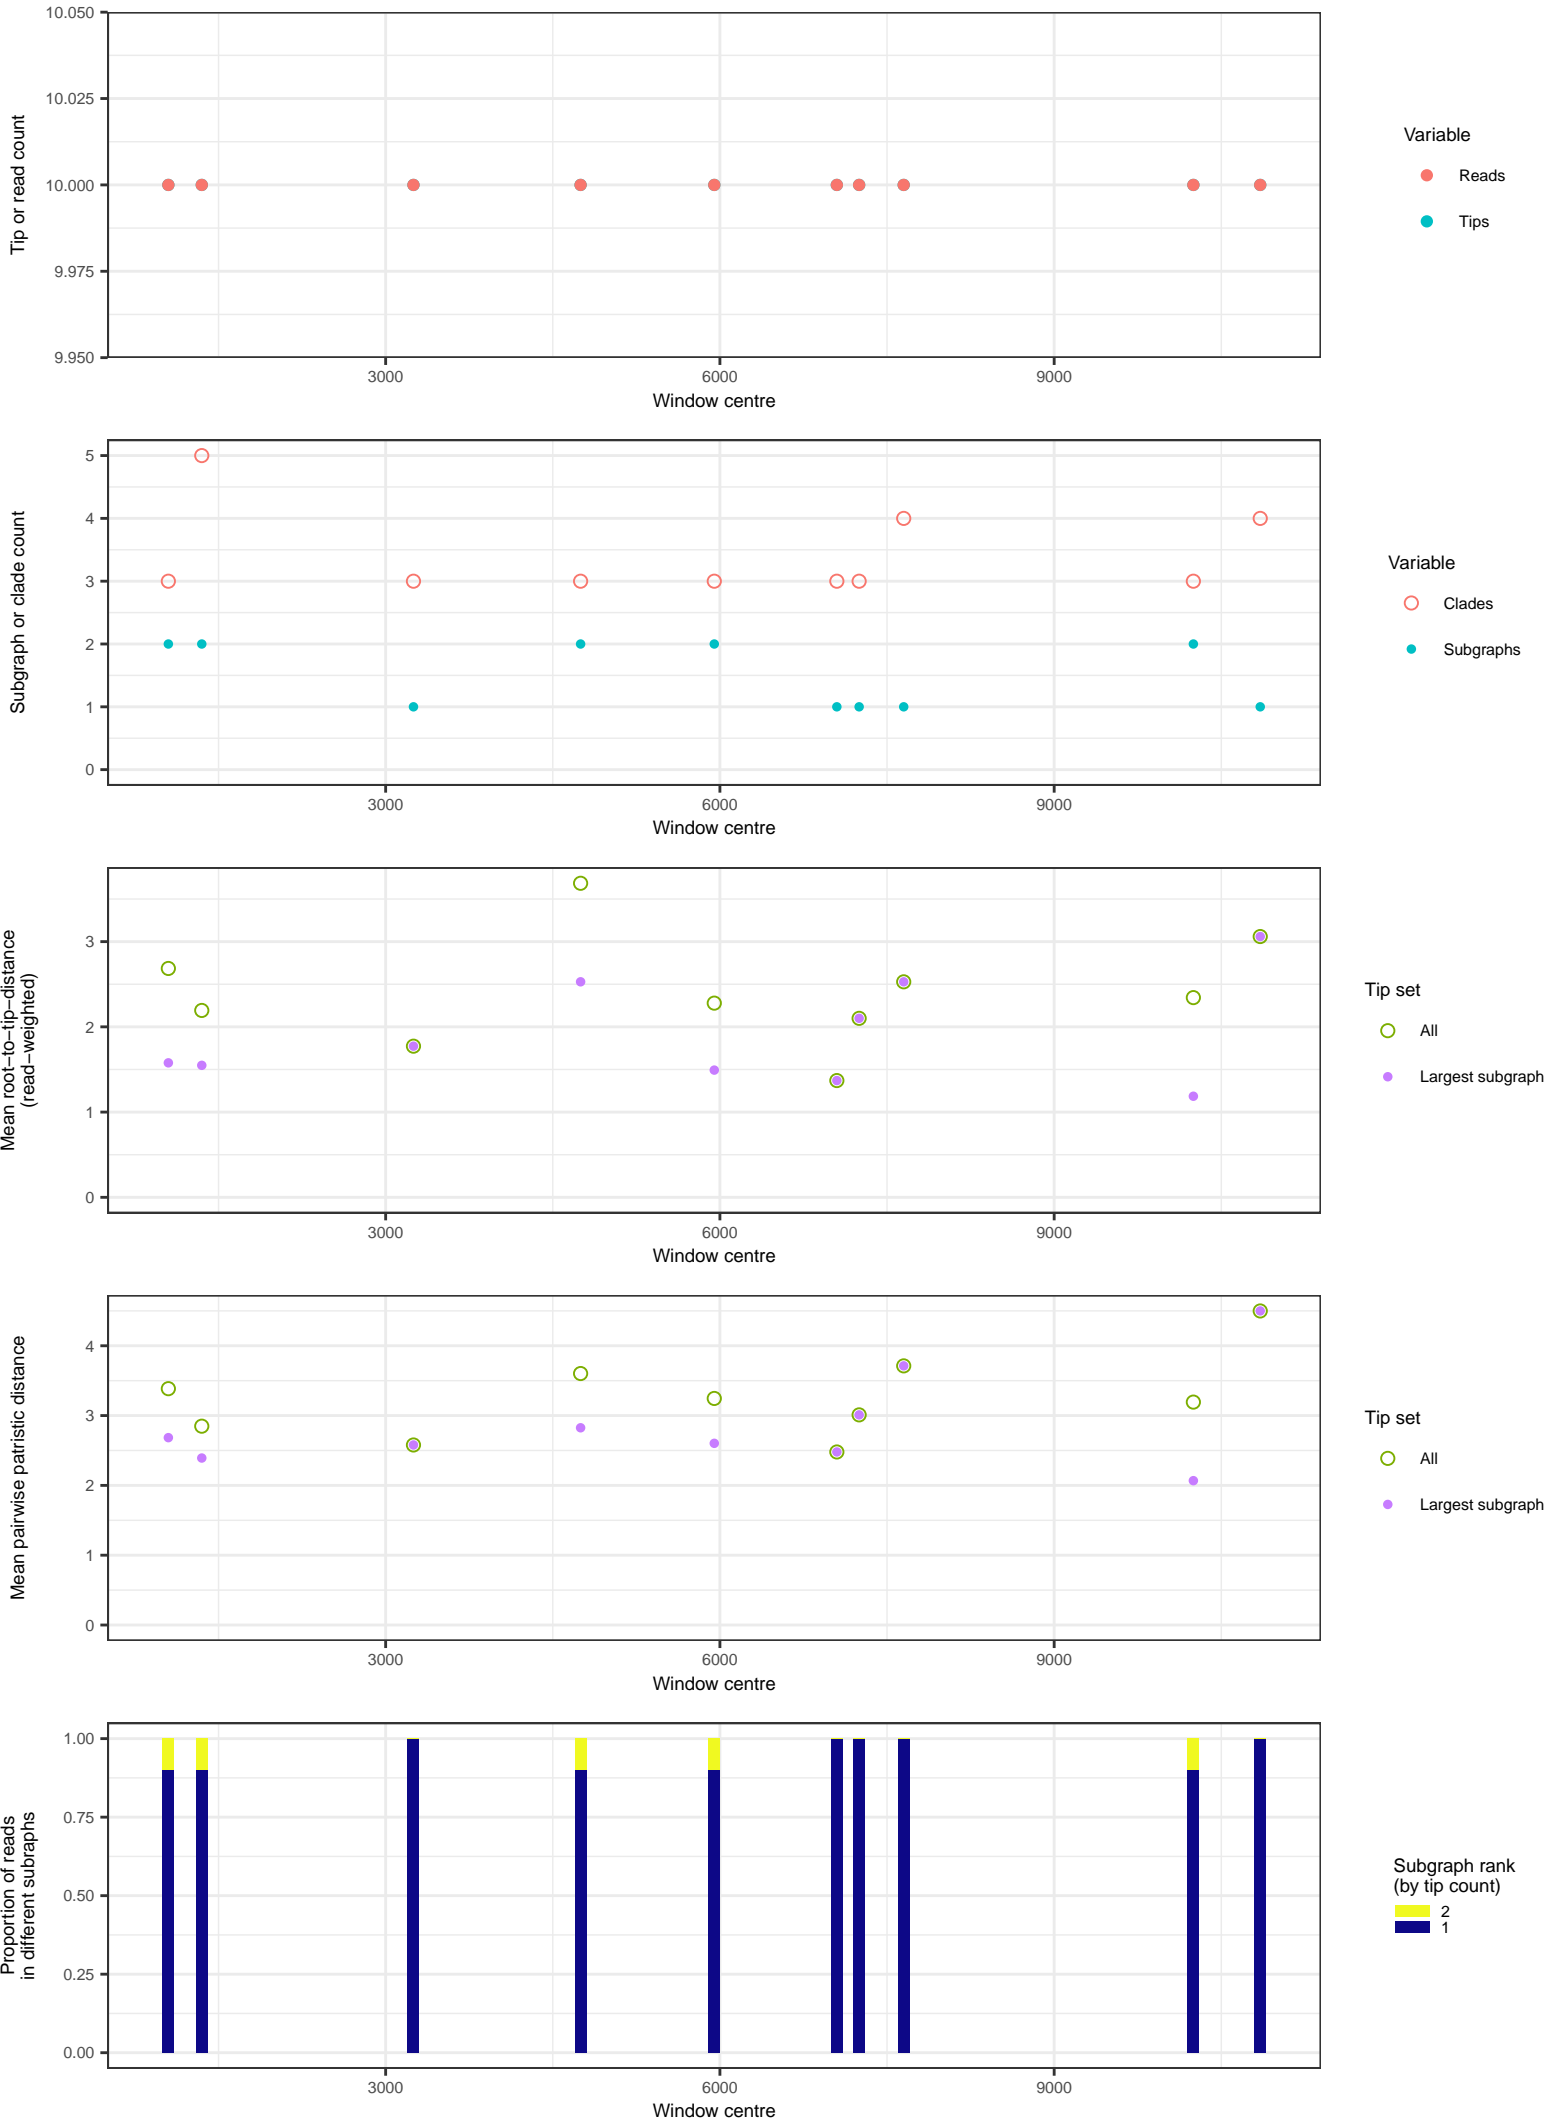 10.050
10.025
10.000
9.975
9.950
Tip or read count
3000 6000 9000
Window centre
Variable
Reads
Tips
5
4
3
2
1
0
Subgraph or clade count
3000 6000 9000
Window centre
Variable
Clades
Subgraphs
3
2
1
0
Mean root−to−tip−distance
(read−weighted)
3000 6000 9000
Window centre
Tip set
All
Largest subgraph
4
3
2
1
0
Mean pairwise patristic distance
3000 6000 9000
Window centre
Tip set
All
Largest subgraph
1.00
0.75
0.50
0.25
0.00
Proportion of reads
in different subraphs
3000 6000 9000
Window centre
Subgraph rank
(by tip count)
2
1